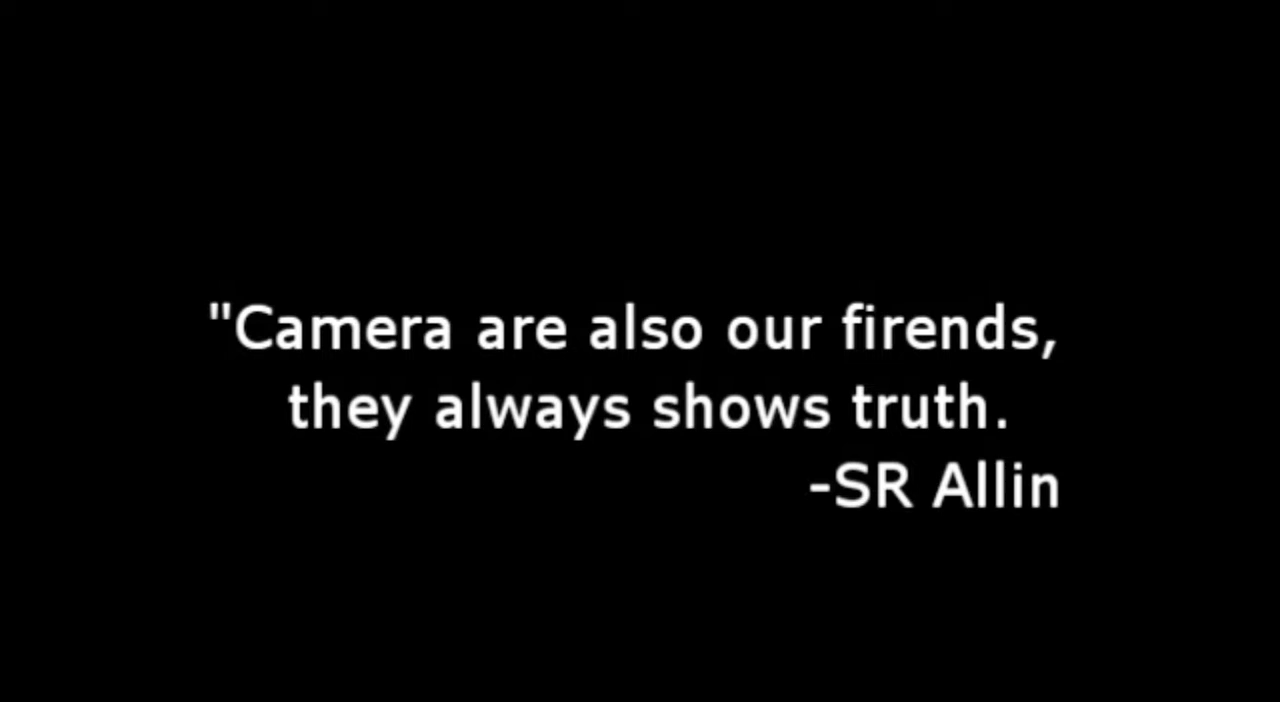 "Camera are also our firends,
they always shows truth.
-SR Allin